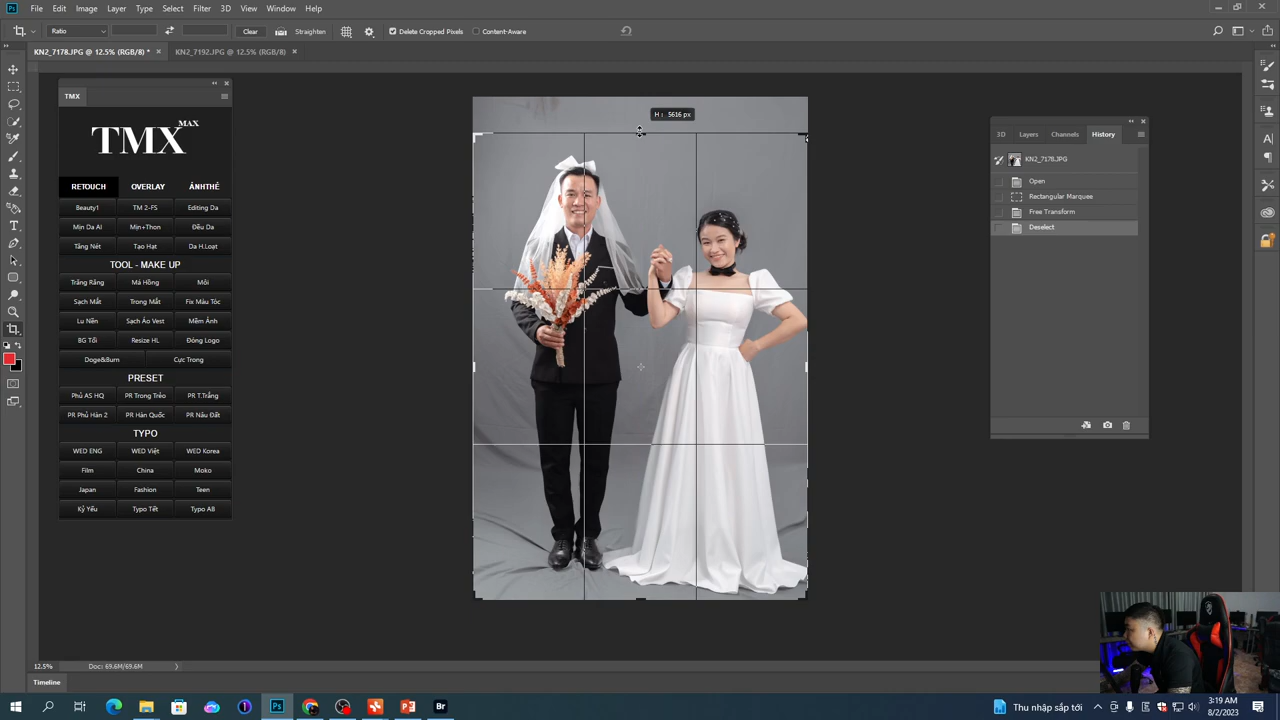 Ps File Edit Image Layer Type Select Filter 3D View Window Help
Ratio Clear Straighten Delete Cropped Pixels Content-Aware
KN2_7178.JPG @ 12.5% (RGB/8) * × KN2_7192.JPG @ 12.5% (RGB/8) ×
TMX
TMX MAX
RETOUCH OVERLAY ẢNHTHẺ
Beauty1 TM 2-FS Editing Da
Mịn Da AI Mịn+Thon Đều Da
Tăng Nét Tạo Hạt Da H.Loạt
TOOL - MAKE UP
Trắng Răng Má Hồng Môi
Sạch Mắt Trong Mắt Fix Máu Tóc
Lu Nền Sạch Áo Vest Mềm Ảnh
BG Tối Resize HL Đóng Logo
Doge&Burn Cực Trong
PRESET
Phủ AS HQ PR Trong Trẻo PR T.Trắng
PR Phủ Hàn 2 PR Hàn Quốc PR Nâu Đất
TYPO
WED ENG WED Việt WED Korea
Film China Moko
Japan Fashion Teen
Kỷ Yếu Typo Tết Typo AB
H: 5616 px
3D Layers Channels History
KN2_7178.JPG
Open
Rectangular Marquee
Free Transform
Deselect
12.5% Doc: 69.6M/69.6M
Timeline
Ps Br
Thu nhập sắp tới
3:19 AM
8/2/2023